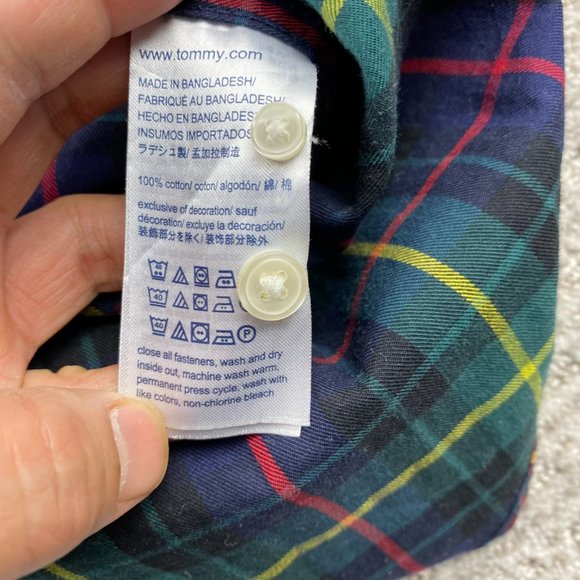 www.tommy.com
MADE IN BANGLADESH/
FABRIQUÉ AU BANGLADESH/
HECHO EN BANGLADESH
INSUMOS IMPORTADOS
ラデシュ製/孟加拉制造
100% cotton/ coton/ algodón/ 綿/ 棉
exclusive of decoration/ sauf
décoration/ excluye la decoración/
装飾部分を除く/装饰部分除外
40
40
40
close all fasteners, wash and dry
inside out, machine wash warm,
permanent press cycle, wash with
like colors, non-chlorine bleach